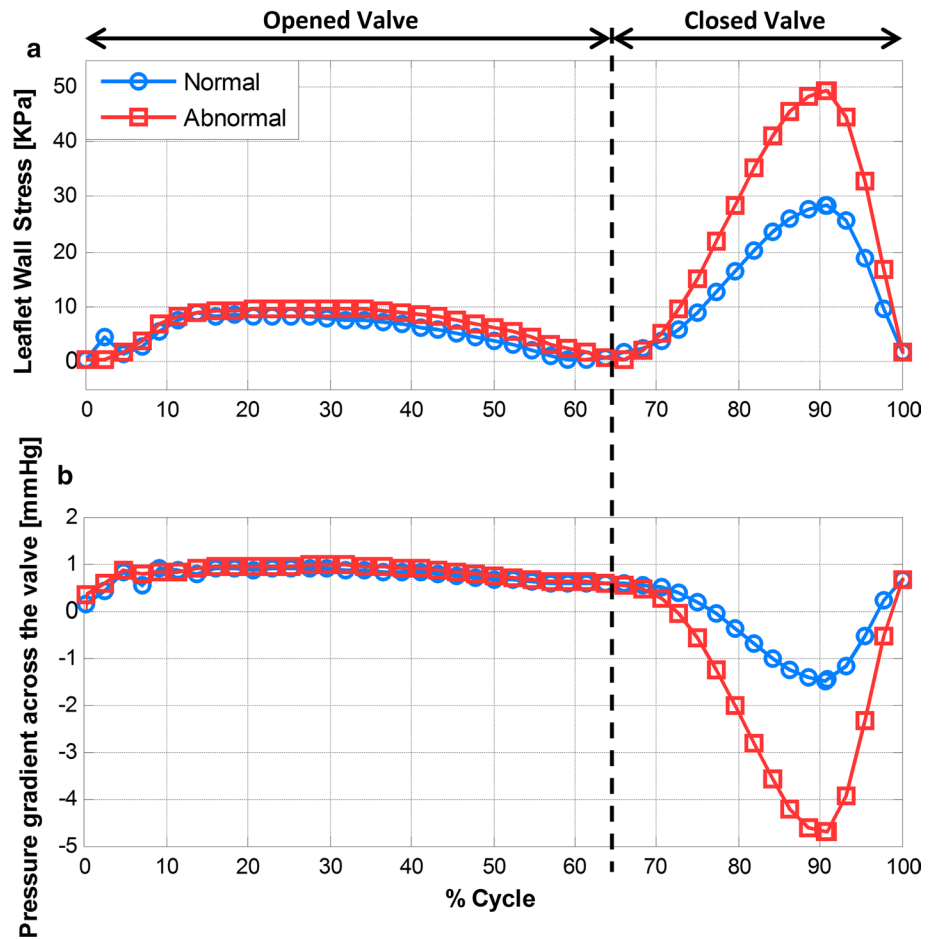 Opened Valve Closed Valve
a
Normal
Abnormal
Leaflet Wall Stress [KPa]
50
40
30
20
10
0
0 10 20 30 40 50 60 70 80 90 100
b
Pressure gradient across the valve [mmHg]
2
1
0
-1
-2
-3
-4
-5
0 10 20 30 40 50 60 70 80 90 100
% Cycle